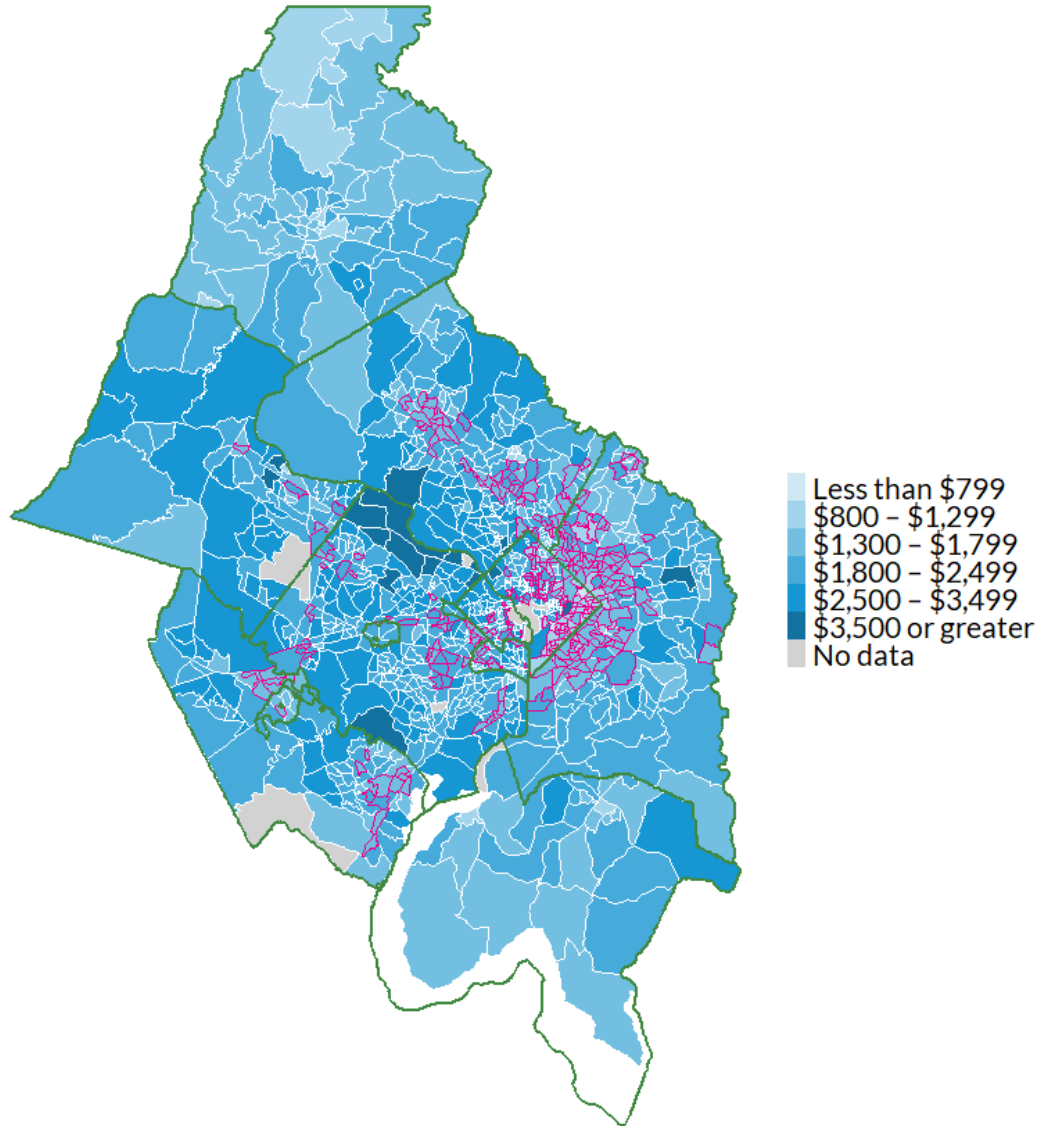 Less than $799
$800 – $1,299
$1,300 – $1,799
$1,800 – $2,499
$2,500 – $3,499
$3,500 or greater
No data